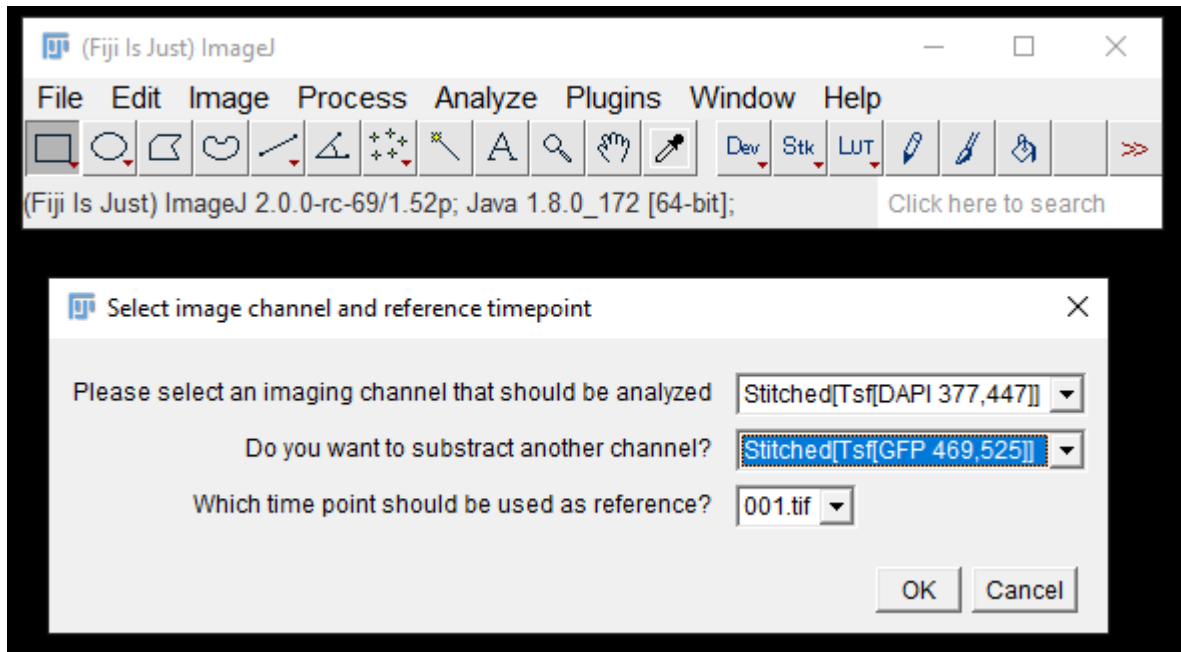 (Fiji Is Just) ImageJ
File Edit Image Process Analyze Plugins Window Help
A Dev Stk LUT >>
(Fiji Is Just) ImageJ 2.0.0-rc-69/1.52p; Java 1.8.0_172 [64-bit]; Click here to search
Select image channel and reference timepoint
Please select an imaging channel that should be analyzed Stitched[Tsf[DAPI 377,447]]
Do you want to substract another channel? Stitched[Tsf[GFP 469,525]]
Which time point should be used as reference? 001.tif
OK Cancel